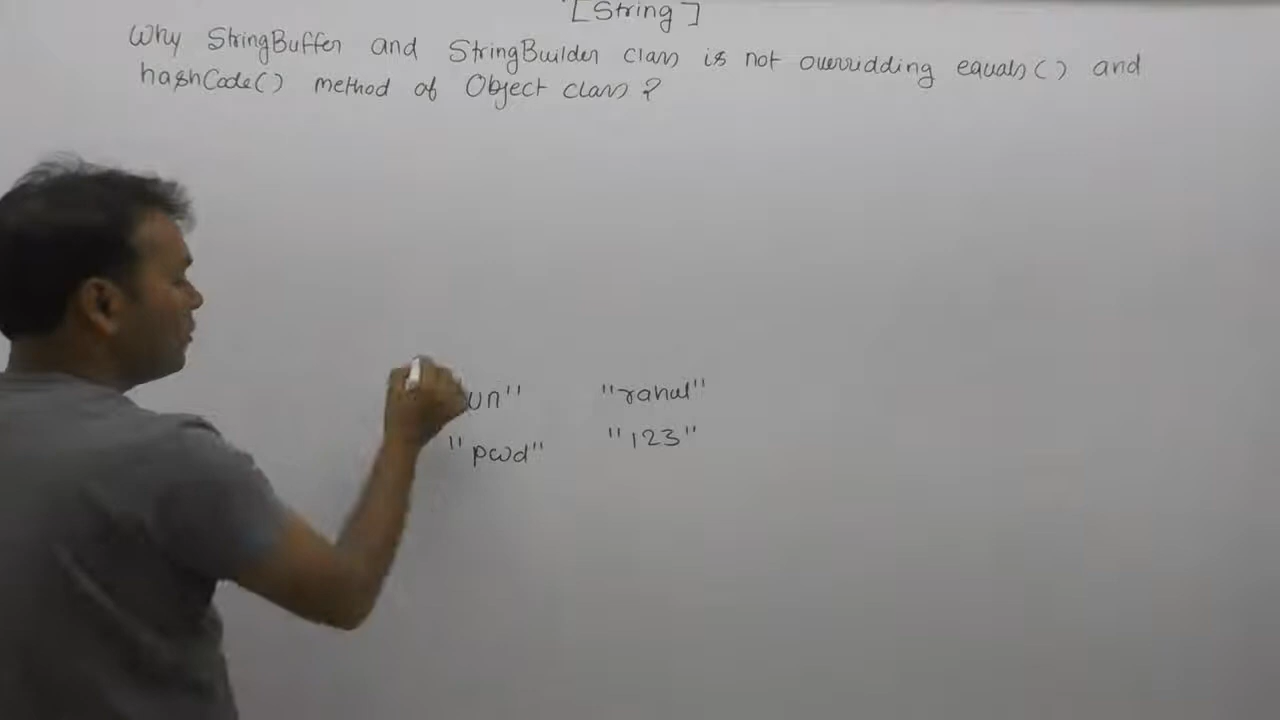 [String]
Why StringBuffer and StringBuilder class is not overridding equals() and
hashCode() method of Object class?
un" "rahul"
"pwd" "123"